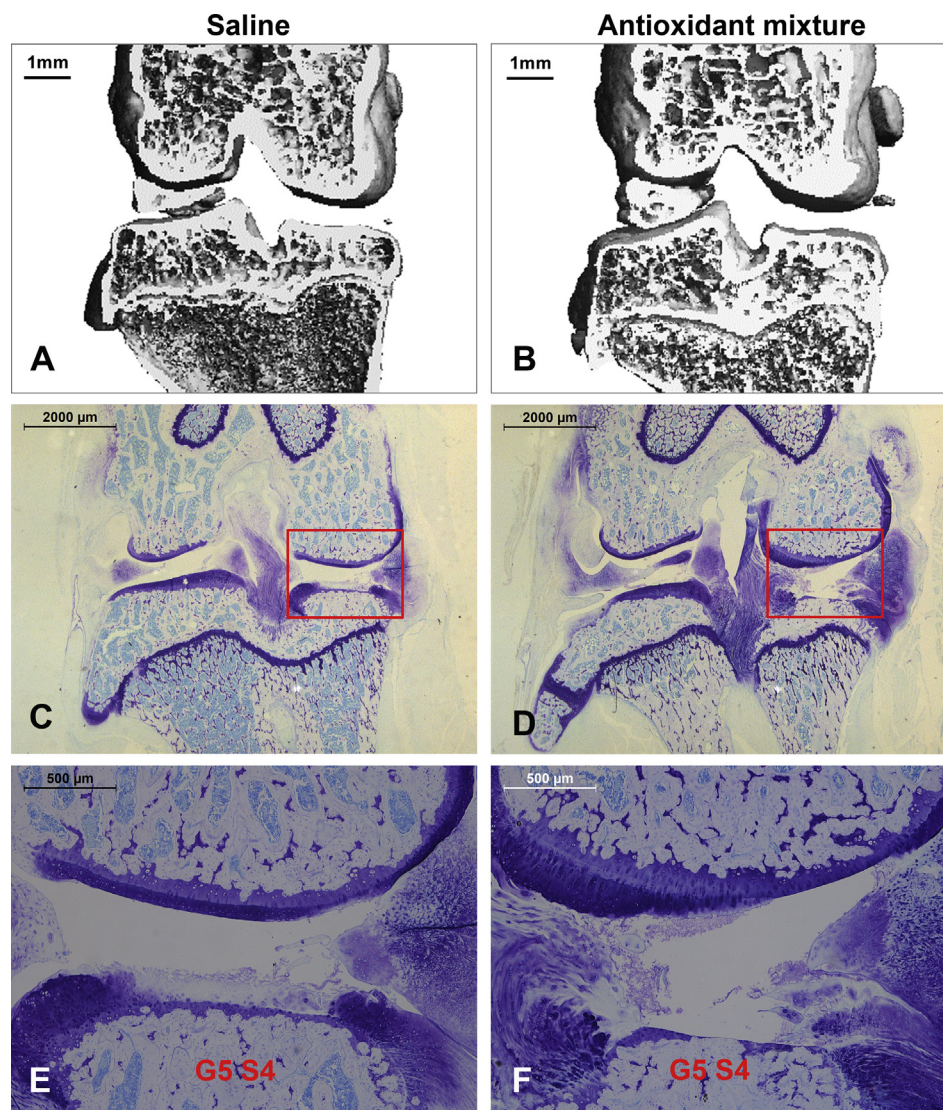 Saline
Antioxidant mixture
1mm
A
1mm
B
2000 µm
C
2000 µm
D
500 µm
E
G5 S4
500 µm
F
G5 S4